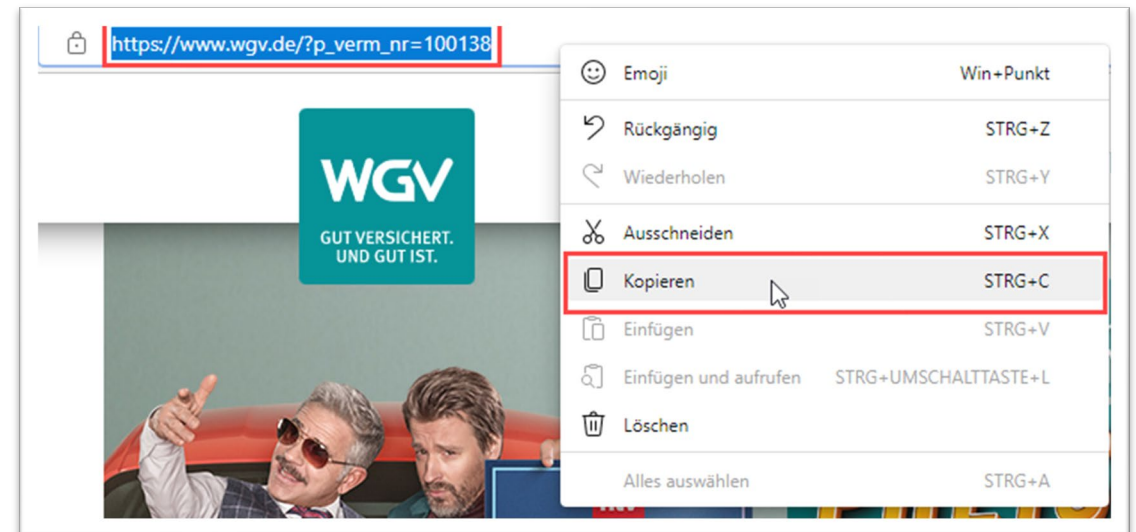 https://www.wgv.de/?p_verm_nr=100138
Emoji Win+Punkt
Rückgängig STRG+Z
Wiederholen STRG+Y
Ausschneiden STRG+X
Kopieren STRG+C
Einfügen STRG+V
Einfügen und aufrufen STRG+UMSCHALTTASTE+L
Löschen
Alles auswählen STRG+A
WGV
GUT VERSICHERT.
UND GUT IST.